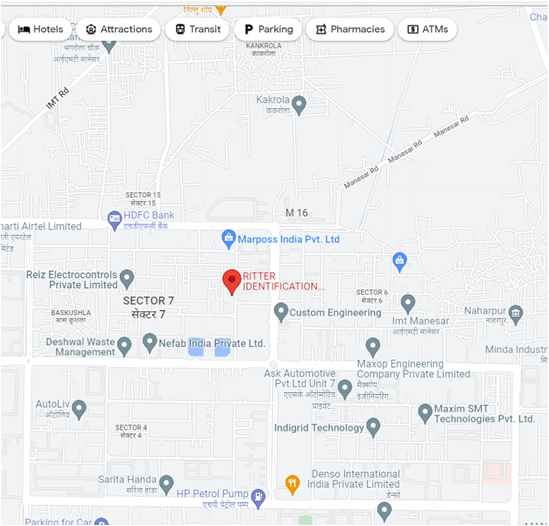 सिल्टू शॉप
Hotels
Attractions
Transit
Parking
Pharmacies
ATMs
Cha
भंगरोला चौक
आईएमटी मानेसर
KANKROLA
काकरोला
IMT Rd
Kakrola
ककरोला
Manesar Rd
Manesar Rd
Manesar Rd
SECTOR 15
सेक्टर 15
HDFC Bank
एचडीएफसी बैंक
M 16
harti Airtel Limited
ती एयरटेल
मिटेड
Marposs India Pvt. Ltd
Reiz Electrocontrols
Private Limited
RITTER
IDENTIFICATION...
SECTOR 7
सेक्टर 7
SECTOR 6
सेक्टर 6
BASKUSHLA
बास कुशला
Custom Engineering
Imt Manesar
आईएमटी मानेसर
Naharpur
नाहरपुर
Deshwal Waste
Management
Nefab India Private Ltd.
Minda Industri
Maxop Engineering
Company Private Limited
मैक्सोप
इंजीनियरिंग...
Ask Automotive
Pvt Ltd Unit 7
एएसके ऑटोमोटिव
प्राइवेट...
AutoLiv
ऑटोलिव
SECTOR 4
सेक्टर 4
Indigrid Technology
Maxim SMT
Technologies Pvt. Ltd.
Sarita Handa
सरिता हांडा
HP Petrol Pump
एचपी पेट्रोल पम्प
Denso International
India Private Limited
डेन्सो
Parking for Car